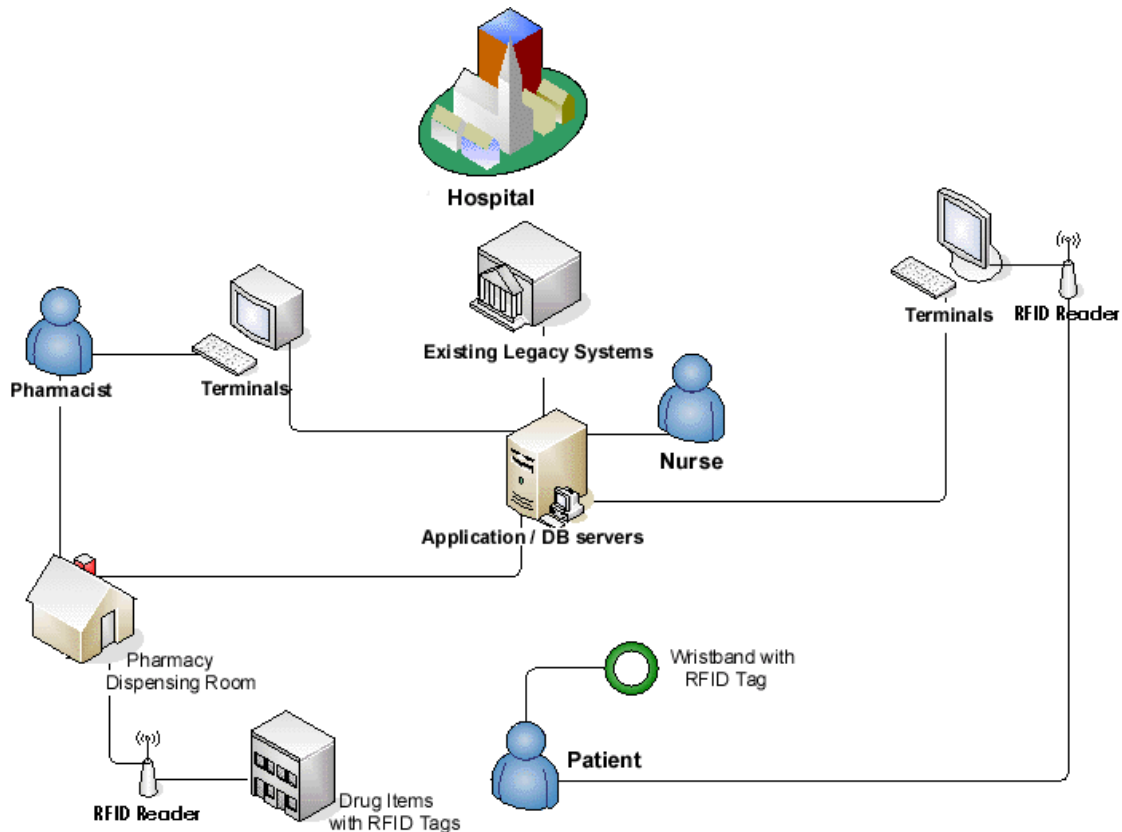 Hospital
Existing Legacy Systems
Terminals
RFID Reader
Pharmacist
Terminals
Nurse
Application / DB servers
Pharmacy
Dispensing Room
Wristband with
RFID Tag
Patient
RFID Reader
Drug Items
with RFID Tags